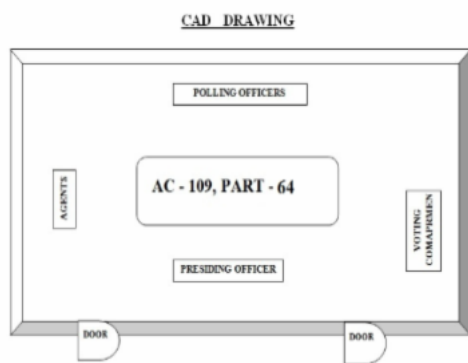 CAD DRAWING
POLLING OFFICERS
AGENTS
AC - 109, PART - 64
VOTING
COMAPRMEN
PRESIDING OFFICER
DOOR
DOOR